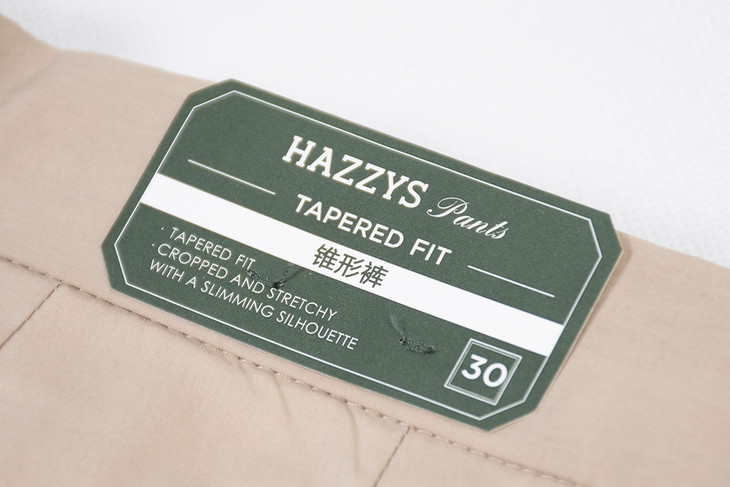 HAZZYS Pants
TAPERED FIT
锥形裤
· TAPERED FIT
· CROPPED AND STRETCHY
WITH A SLIMMING SILHOUETTE
30